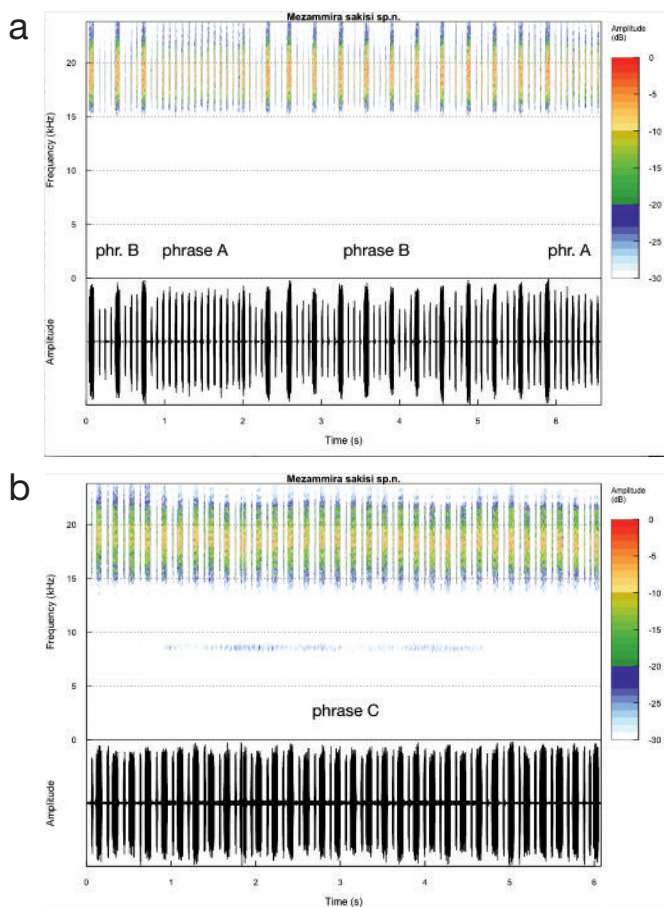 a
Mezammira sakisi sp.n.
Amplitude
(dB)
0
-5
-10
-15
-20
-25
-30
Frequency (kHz)
20
15
10
5
0
phr. B phrase A phrase B phr. A
Amplitude
0 1 2 3 4 5 6
Time (s)
b
Mezammira sakisi sp.n.
Amplitude
(dB)
0
-5
-10
-15
-20
-25
-30
Frequency (kHz)
20
15
10
5
0
phrase C
Amplitude
0 1 2 3 4 5 6
Time (s)